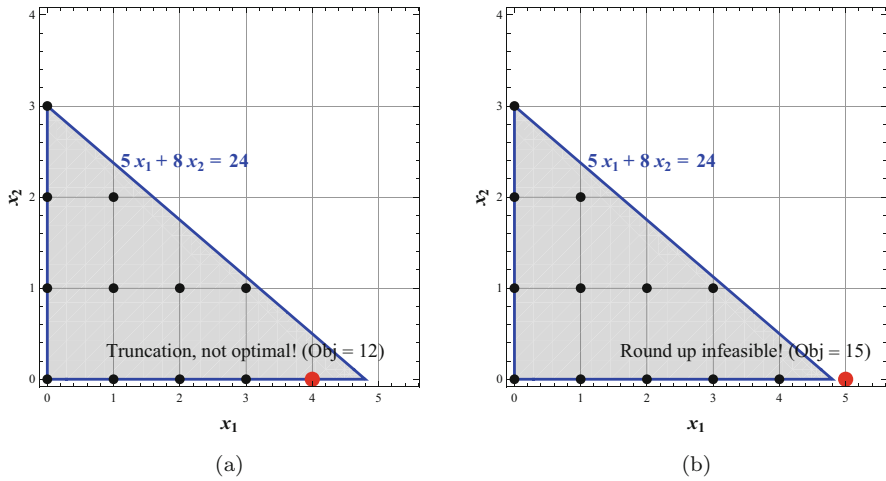 4
3
2
1
0
x₂
5 x₁ + 8 x₂ = 24
Truncation, not optimal! (Obj = 12)
0 1 2 3 4 5
x₁
(a)
4
3
2
1
0
x₂
5 x₁ + 8 x₂ = 24
Round up infeasible! (Obj = 15)
0 1 2 3 4 5
x₁
(b)